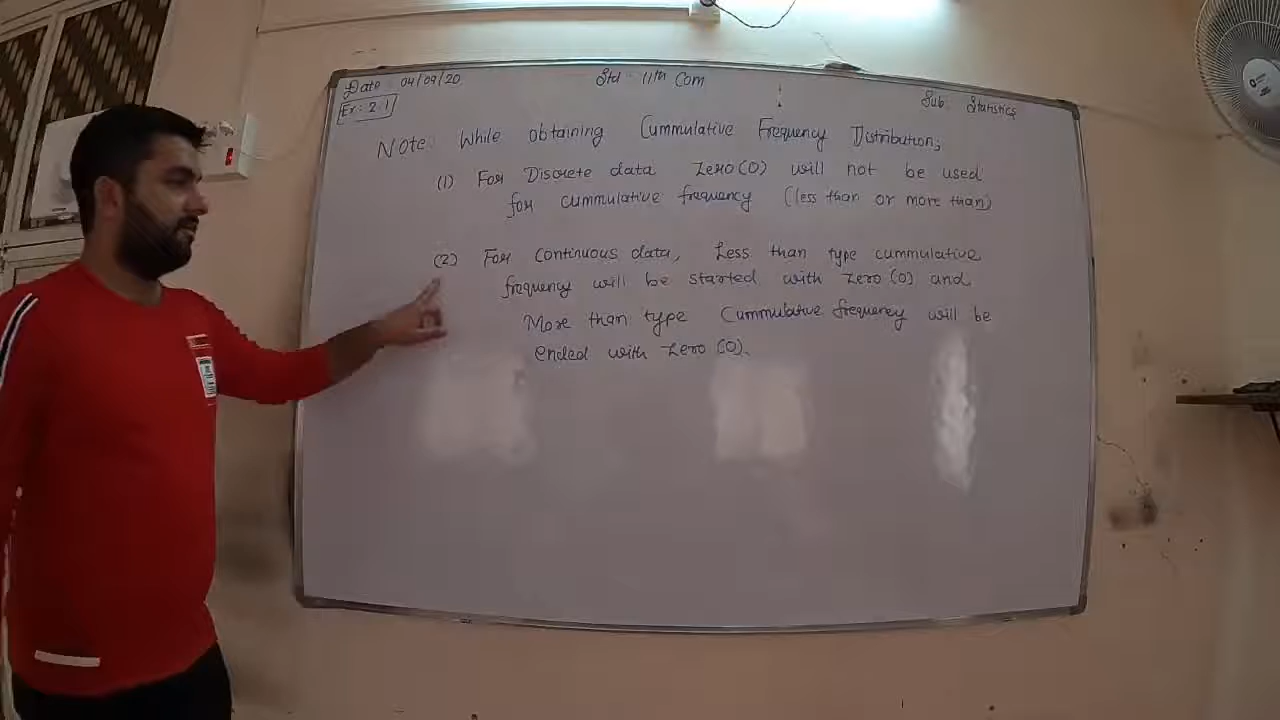 Date 04/09/20 Std 11th Com Sub Statistics
Ex: 2.1
Note: While obtaining Cummulative Frequency Distribution;
(1) For Discrete data Zero(0) will not be used
for cummulative frequency (less than or more than)
(2) For Continuous data, Less than type cummulative
frequency will be started with Zero(0) and
More than type Cummulative frequency will be
ended with Zero (0).